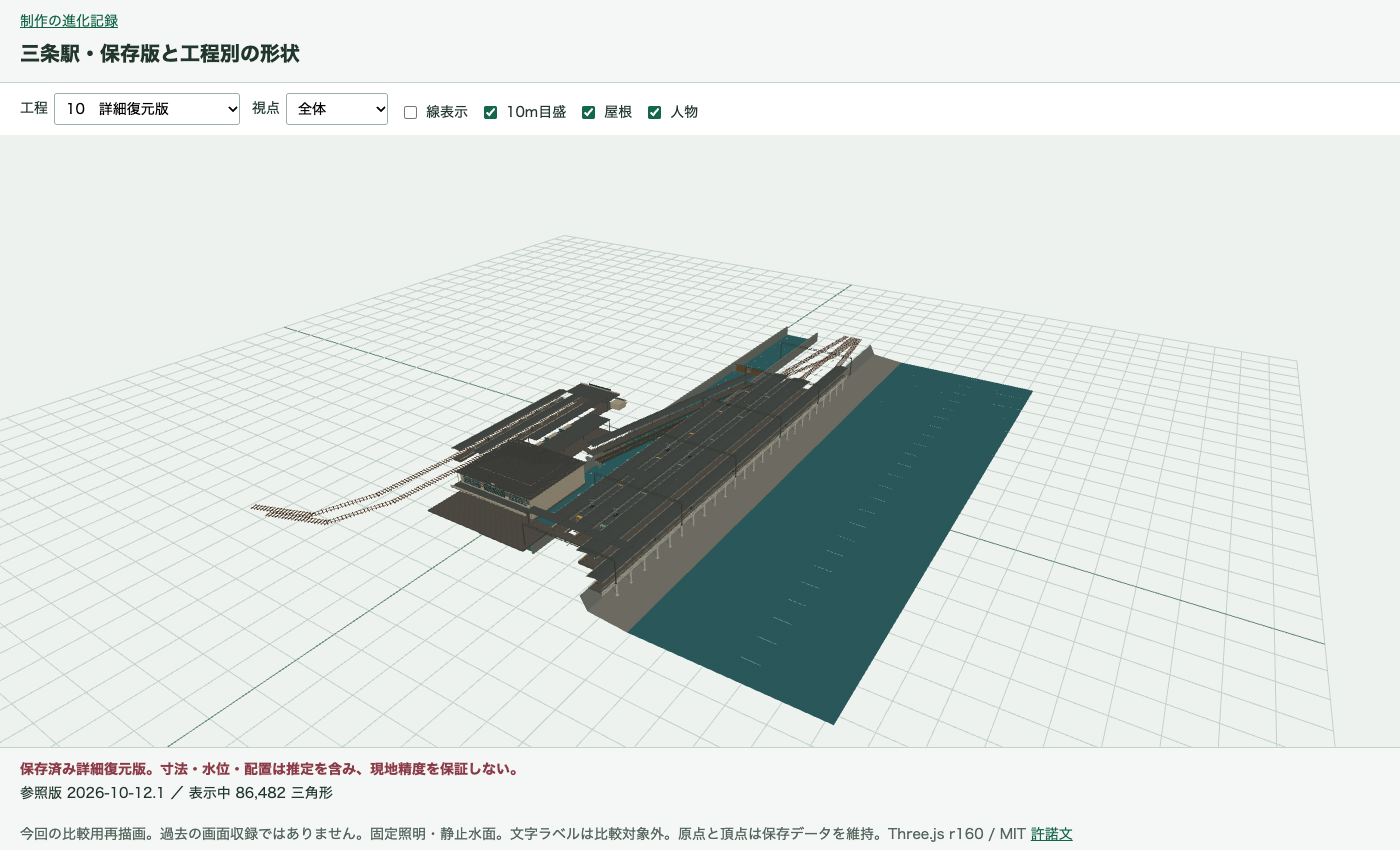 制作の進化記録
三条駅・保存版と工程別の形状
工程 10 詳細復元版 視点 全体 線表示 10m目盛 屋根 人物
保存済み詳細復元版。寸法・水位・配置は推定を含み、現地精度を保証しない。
参照版 2026-10-12.1 ／ 表示中 86,482 三角形
今回の比較用再描画。過去の画面収録ではありません。固定照明・静止水面。文字ラベルは比較対象外。原点と頂点は保存データを維持。Three.js r160 / MIT 許諾文